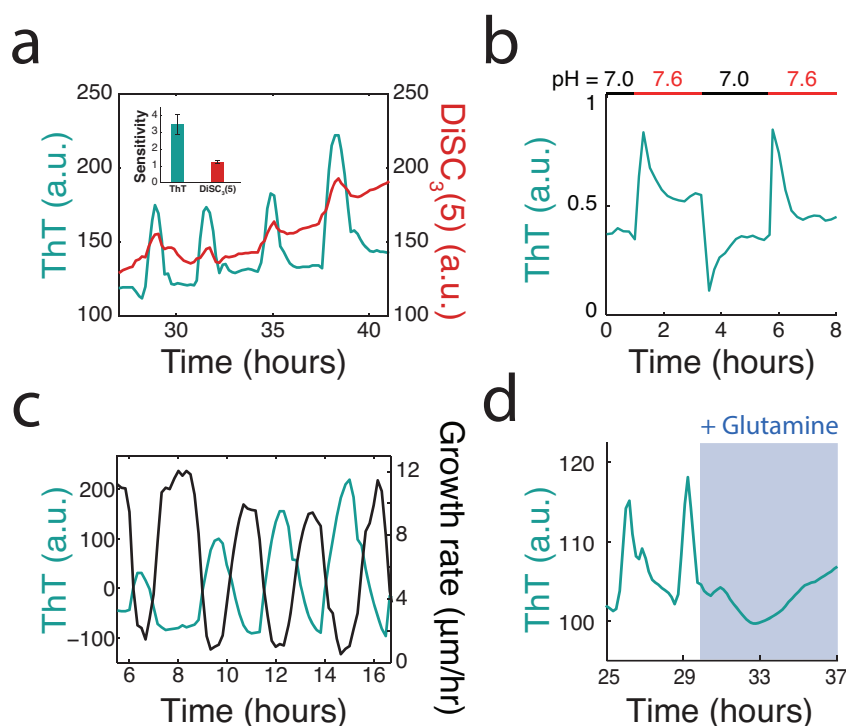 a
250
200
150
100
ThT (a.u.)
4
3
2
1
0
Sensitivity
ThT DiSC3(5)
250
200
150
100
DiSC3(5) (a.u.)
30 35 40
Time (hours)
b
pH = 7.0 7.6 7.0 7.6
1
0.5
0
ThT (a.u.)
0 2 4 6 8
Time (hours)
c
200
100
0
−100
ThT (a.u.)
12
9
6
3
0
Growth rate (μm/hr)
6 8 10 12 14 16
Time (hours)
d
+ Glutamine
120
110
100
ThT (a.u.)
25 29 33 37
Time (hours)